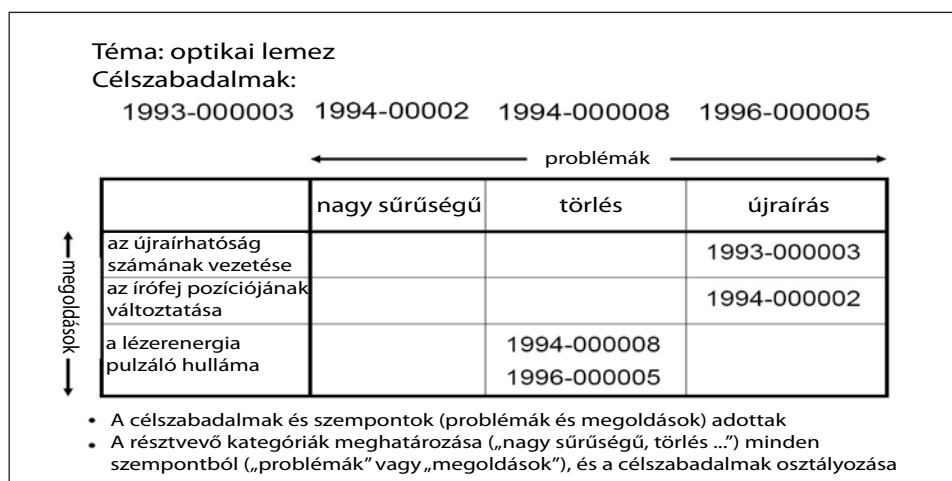 Téma: optikai lemez
Célszabadalmak:
1993-000003 1994-00002 1994-000008 1996-000005
problémák
nagy sűrűségű törlés újraírás
megoldások
az újraírhatóság
számának vezetése
1993-000003
az írófej pozíciójának
változtatása
1994-000002
a lézerenergia
pulzáló hulláma
1994-000008
1996-000005
• A célszabadalmak és szempontok (problémák és megoldások) adottak
• A résztvevő kategóriák meghatározása („nagy sűrűségű, törlés ...”) minden
szempontból („problémák” vagy „megoldások”), és a célszabadalmak osztályozása